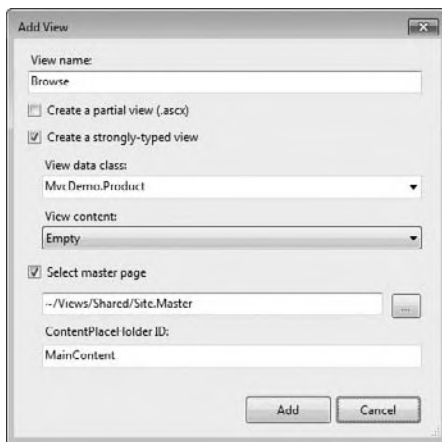 Add View
View name:
Browse
Create a partial view (.ascx)
Create a strongly-typed view
View data class:
MvcDemo.Product
View content:
Empty
Select master page
~/Views/Shared/Site.Master
...
ContentPlaceHolder ID:
MainContent
Add Cancel